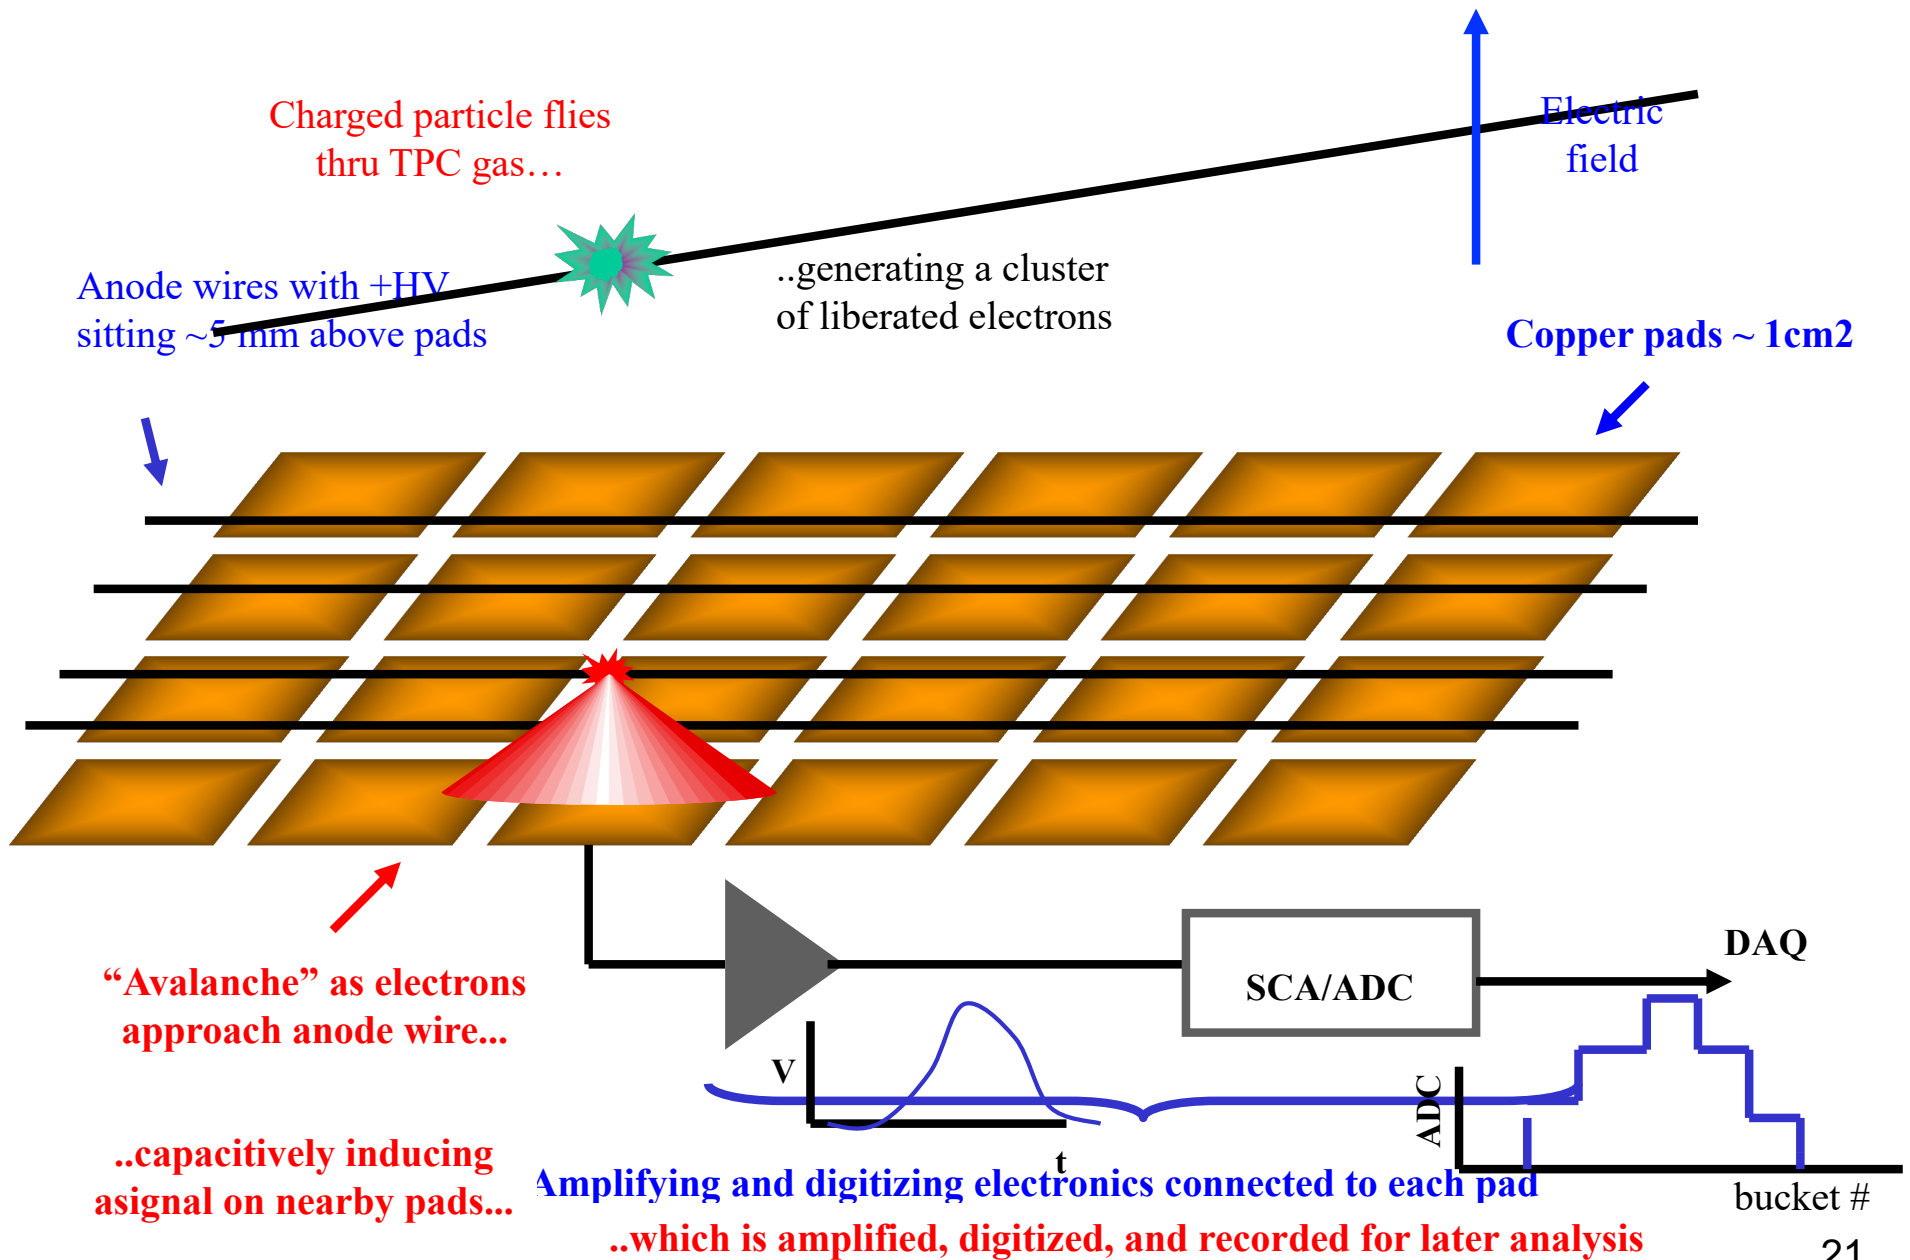 Charged particle flies
thru TPC gas…
Electric
field
Anode wires with +HV
sitting ~5 mm above pads
..generating a cluster
of liberated electrons
Copper pads ~ 1cm2
“Avalanche” as electrons
approach anode wire...
SCA/ADC
DAQ
V
t
ADC
bucket #
..capacitively inducing
asignal on nearby pads...
Amplifying and digitizing electronics connected to each pad
..which is amplified, digitized, and recorded for later analysis
21